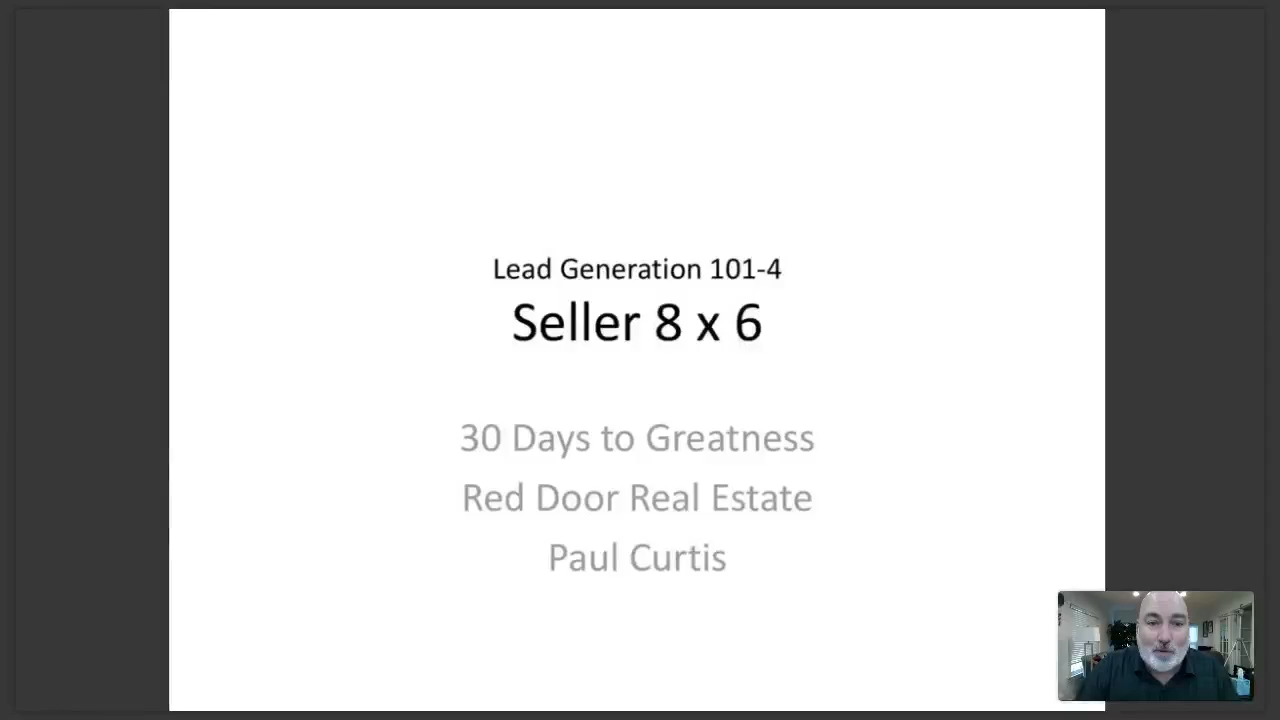 Lead Generation 101-4
Seller 8 x 6
30 Days to Greatness
Red Door Real Estate
Paul Curtis